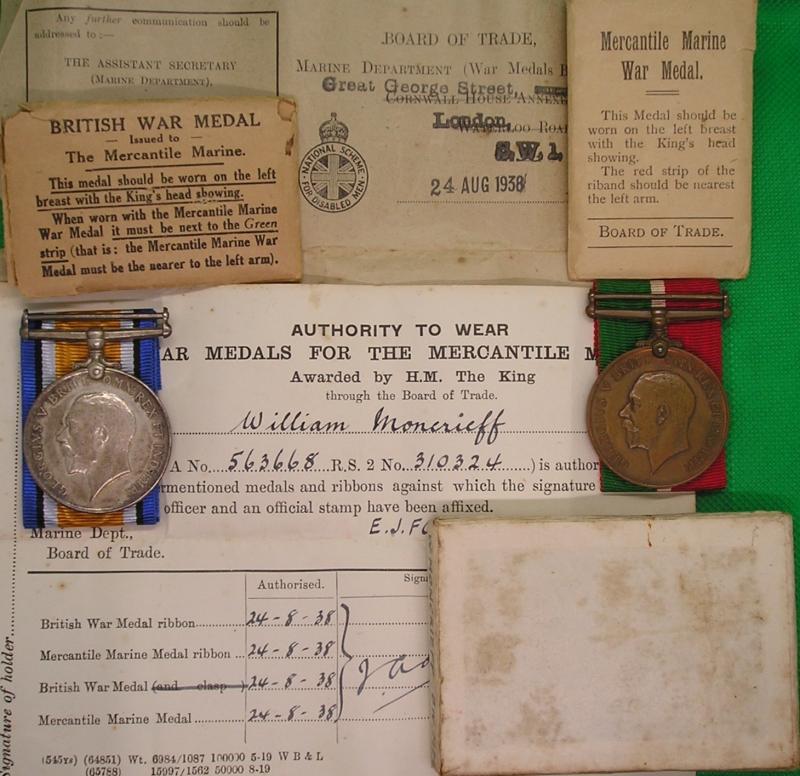 Any further communication should be
addressed to :—
THE ASSISTANT SECRETARY
(MARINE DEPARTMENT),
BOARD OF TRADE,
MARINE DEPARTMENT (War Medals
Great George Street,
CORNWALL HOUSE ANNEXE
London,
WATERLOO ROAD
S.W.1.
24 AUG 1938
NATIONAL SCHEME
FOR DISABLED MEN
BRITISH WAR MEDAL
— Issued to —
The Mercantile Marine.
This medal should be worn on the left
breast with the King's head showing.
When worn with the Mercantile Marine
War Medal it must be next to the Green
strip (that is : the Mercantile Marine War
Medal must be the nearer to the left arm).
Mercantile Marine
War Medal.
This Medal should be
worn on the left breast
with the King's head
showing.
The red strip of the
riband should be nearest
the left arm.
BOARD OF TRADE.
AUTHORITY TO WEAR
AR MEDALS FOR THE MERCANTILE M
Awarded by H.M. The King
through the Board of Trade.
William Moncrieff
A No. 563668 R.S. 2 No. 310324 ) is author
rmentioned medals and ribbons against which the signature
officer and an official stamp have been affixed.
E.J.
Marine Dept.,
Board of Trade.
Authorised.
Signa
British War Medal ribbon 24-8-38
Mercantile Marine Medal ribbon 24-8-38
British War Medal (and clasp ) 24-8-38
Mercantile Marine Medal 24-8-38
Signature of holder
(545rs) (64851) Wt. 6984/1087 100000 5-19 W B & L
(65788) 15997/1562 50000 8-19